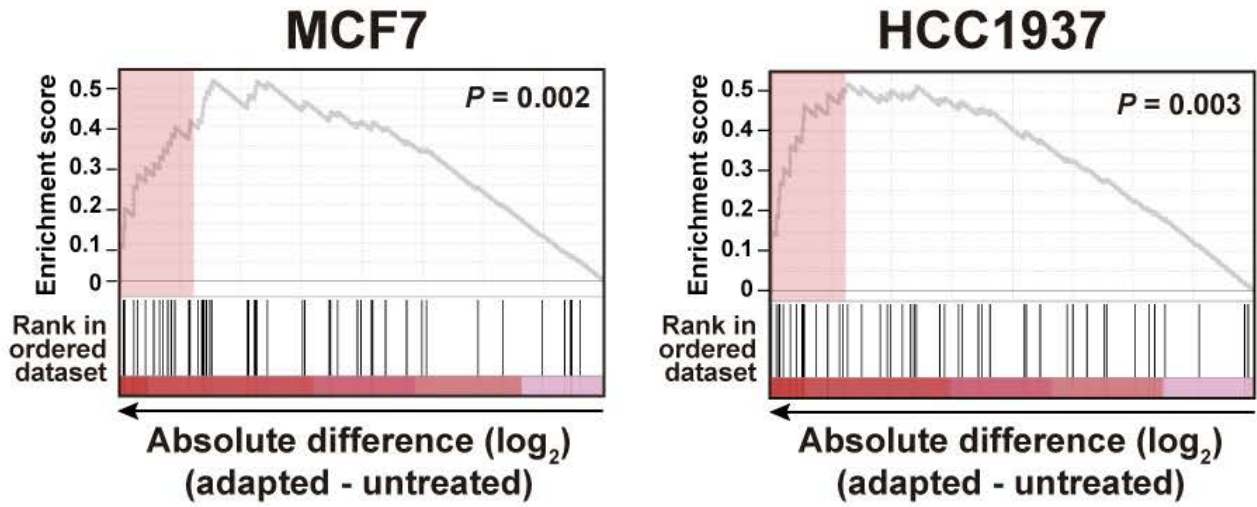 MCF7
Enrichment score
0.5
0.4
0.3
0.2
0.1
0
P = 0.002
Rank in
ordered
dataset
Absolute difference (log2)
(adapted - untreated)
HCC1937
Enrichment score
0.5
0.4
0.3
0.2
0.1
0
P = 0.003
Rank in
ordered
dataset
Absolute difference (log2)
(adapted - untreated)